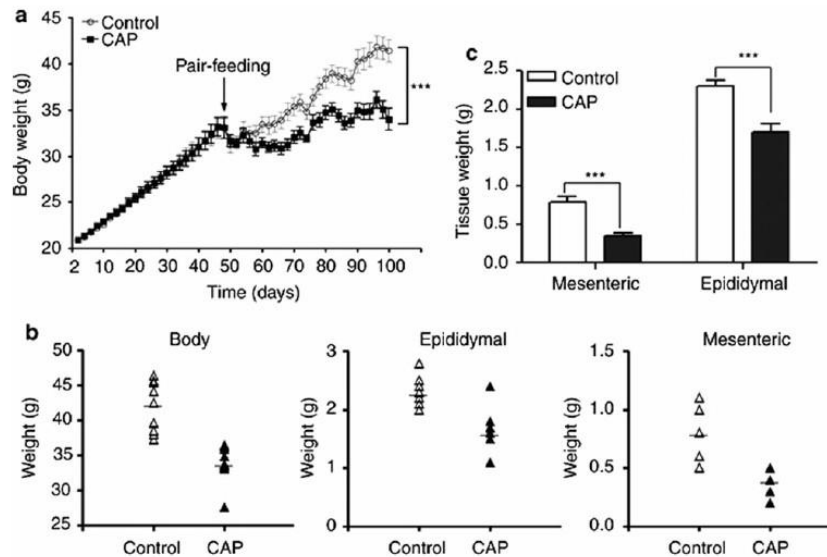 a
Control
CAP
Pair-feeding
***
Body weight (g)
45
40
35
30
25
20
2 10 20 30 40 50 60 70 80 90 100
Time (days)
c
Control
CAP
***
***
Tissue weight (g)
2.5
2.0
1.5
1.0
0.5
0.0
Mesenteric Epididymal
b
Body
Weight (g)
50
45
40
35
30
25
Control CAP
Epididymal
Weight (g)
3
2
1
0
Control CAP
Mesenteric
Weight (g)
1.5
1.0
0.5
0.0
Control CAP